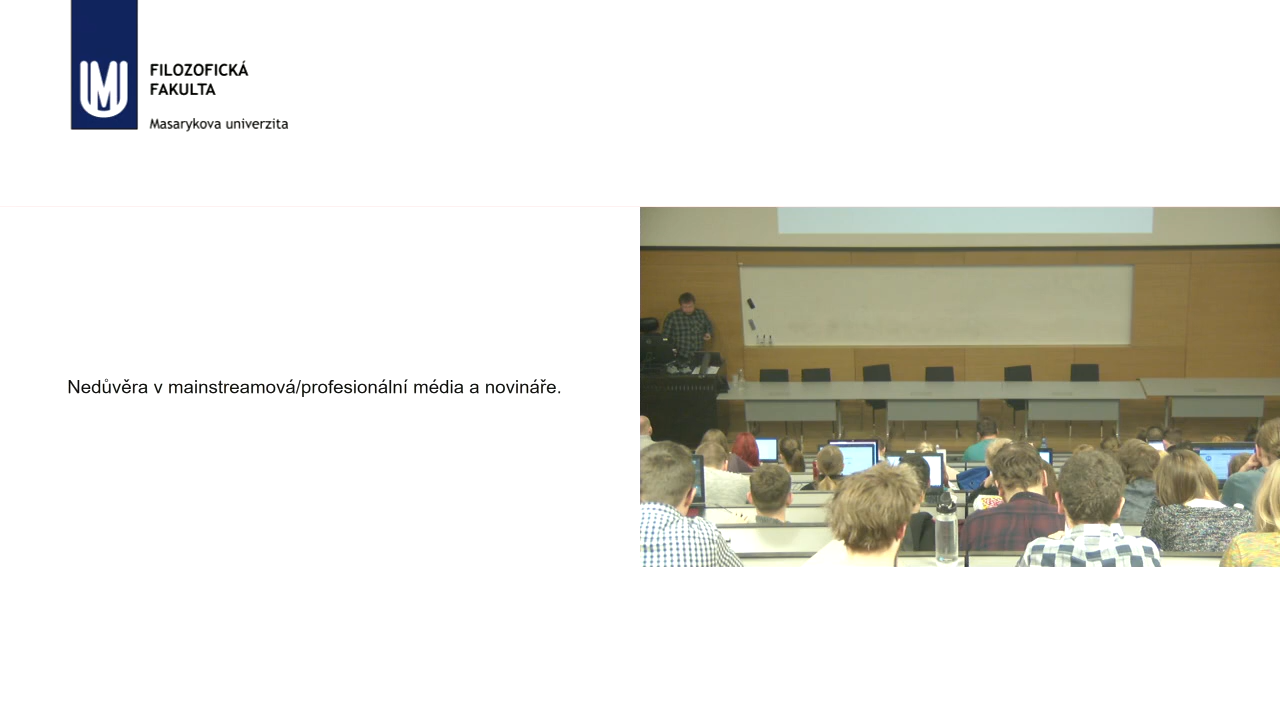 FILOZOFICKÁ
FAKULTA
Masarykova univerzita
Nedůvěra v mainstreamová/profesionální média a novináře.